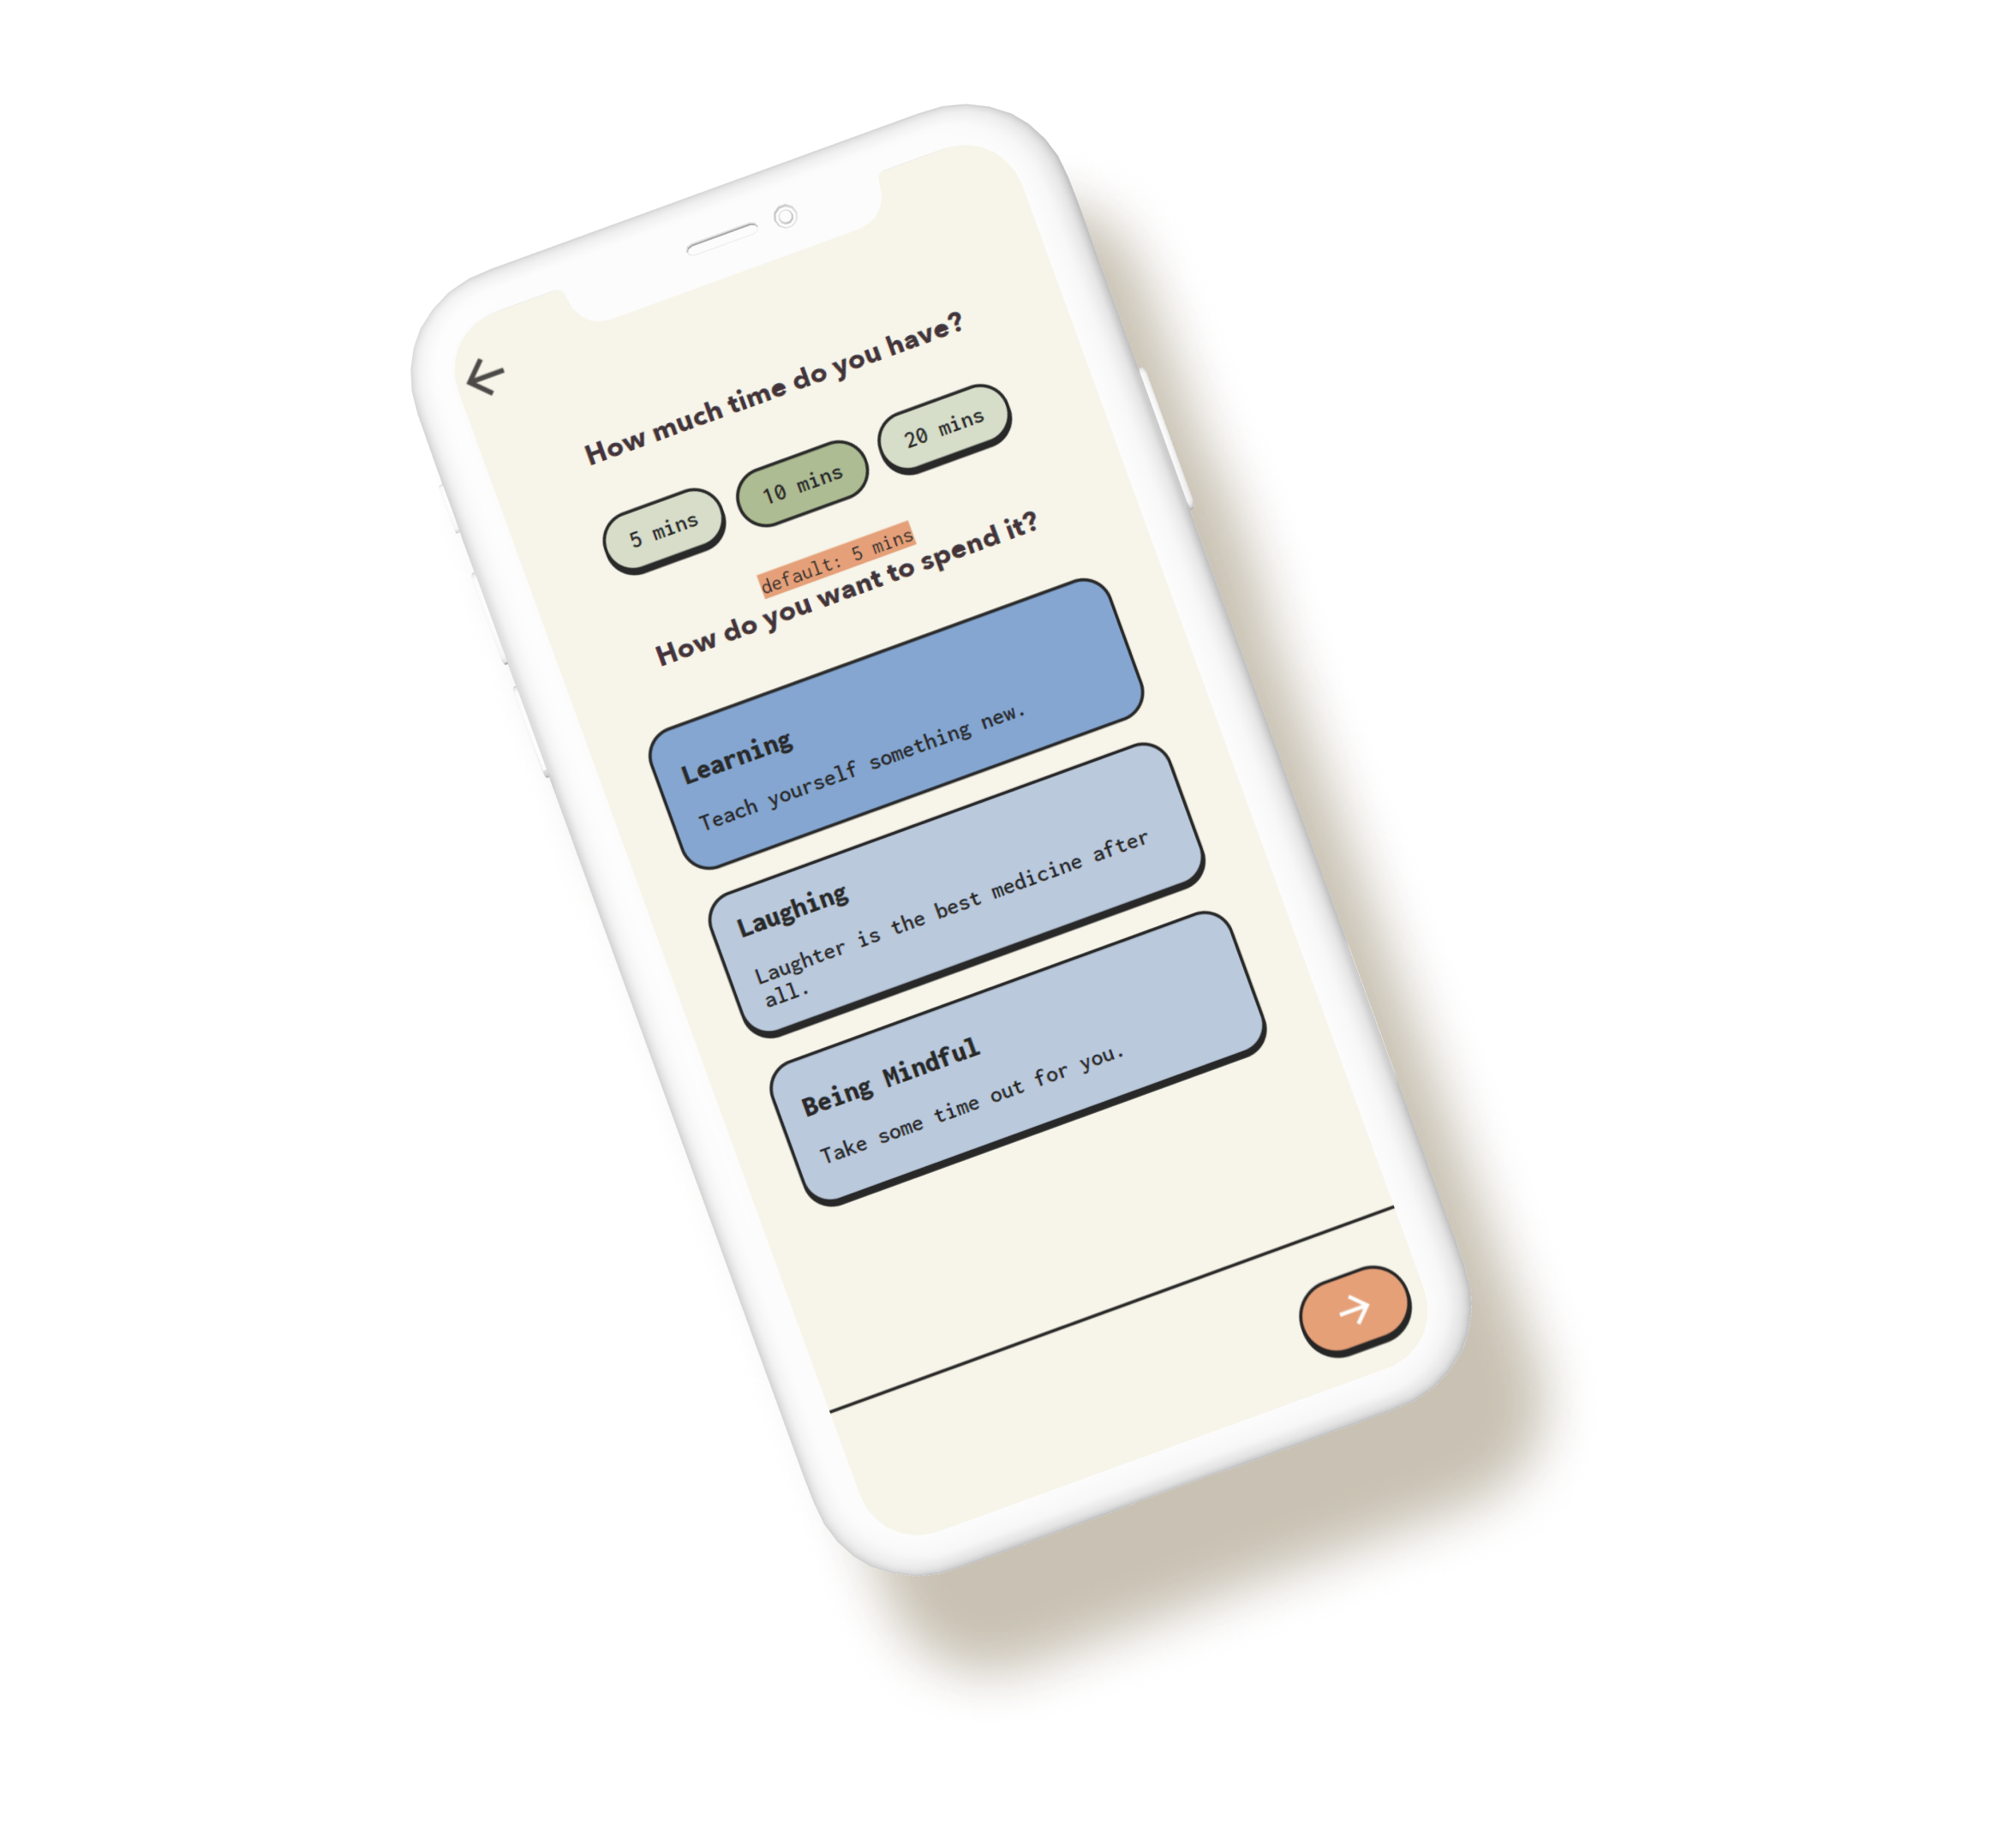 How much time do you have?
5 mins
10 mins
20 mins
default: 5 mins
How do you want to spend it?
Learning
Teach yourself something new.
Laughing
Laughter is the best medicine after
all.
Being Mindful
Take some time out for you.